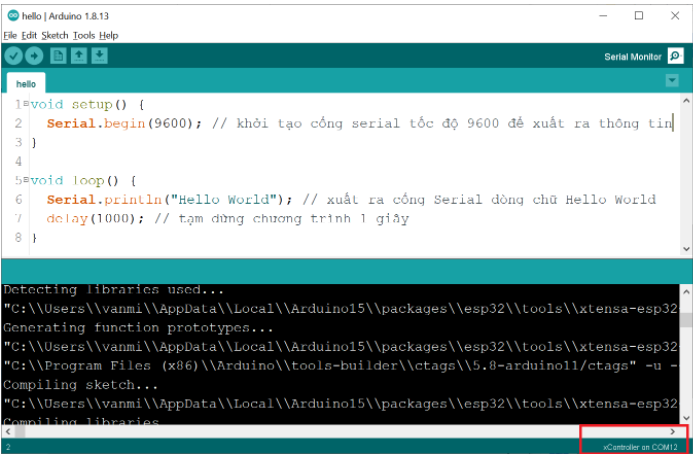 hello | Arduino 1.8.13
File Edit Sketch Tools Help
Serial Monitor
hello
1 void setup() {
2 Serial.begin(9600); // khởi tạo cổng serial tốc độ 9600 để xuất ra thông tin
3 }
4
5 void loop() {
6 Serial.println("Hello World"); // xuất ra cổng Serial dòng chữ Hello World
7 delay(1000); // tạm dừng chương trình 1 giây
8 }
Detecting libraries used...
"C:\\Users\\vanmi\\AppData\\Local\\Arduino15\\packages\\esp32\\tools\\xtensa-esp32
Generating function prototypes...
"C:\\Users\\vanmi\\AppData\\Local\\Arduino15\\packages\\esp32\\tools\\xtensa-esp32
"C:\\Program Files (x86)\\Arduino\\tools-builder\\ctags\\5.8-arduino11/ctags" -u -
Compiling sketch...
"C:\\Users\\vanmi\\AppData\\Local\\Arduino15\\packages\\esp32\\tools\\xtensa-esp32
Compiling libraries
2 xController on COM12